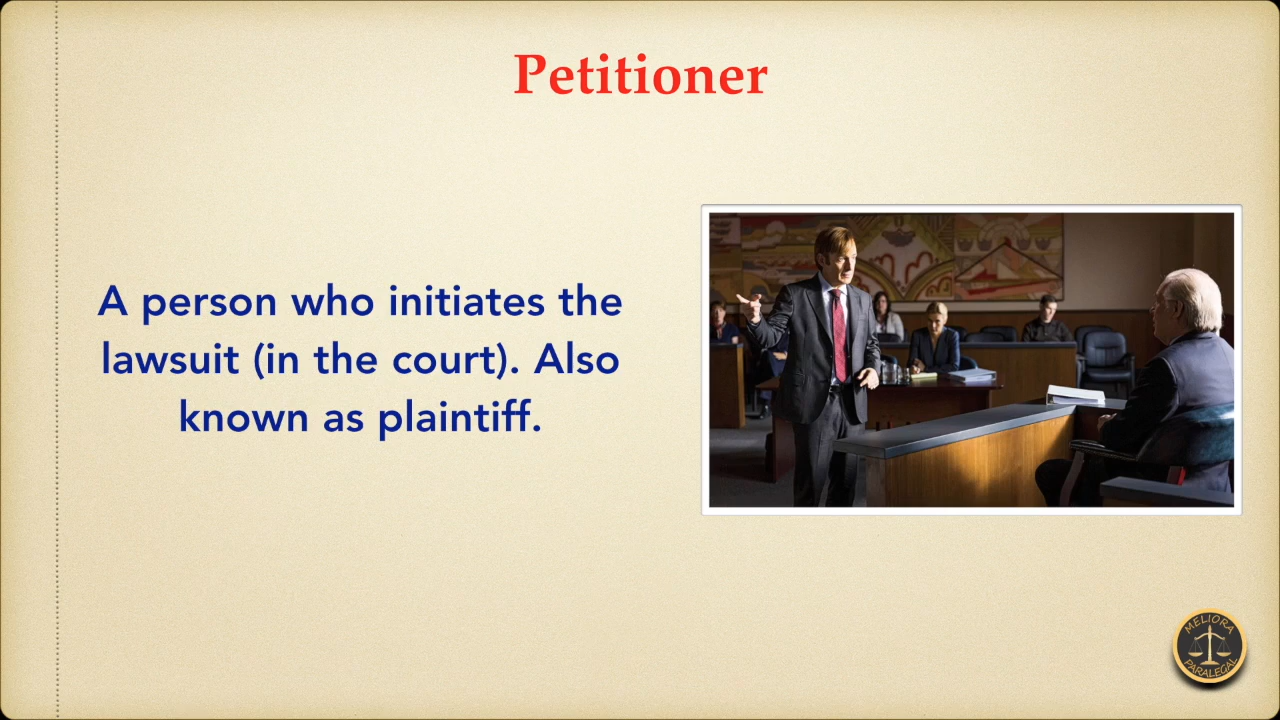 Petitioner
A person who initiates the
lawsuit (in the court). Also
known as plaintiff.
MELIORA
PARALEGAL